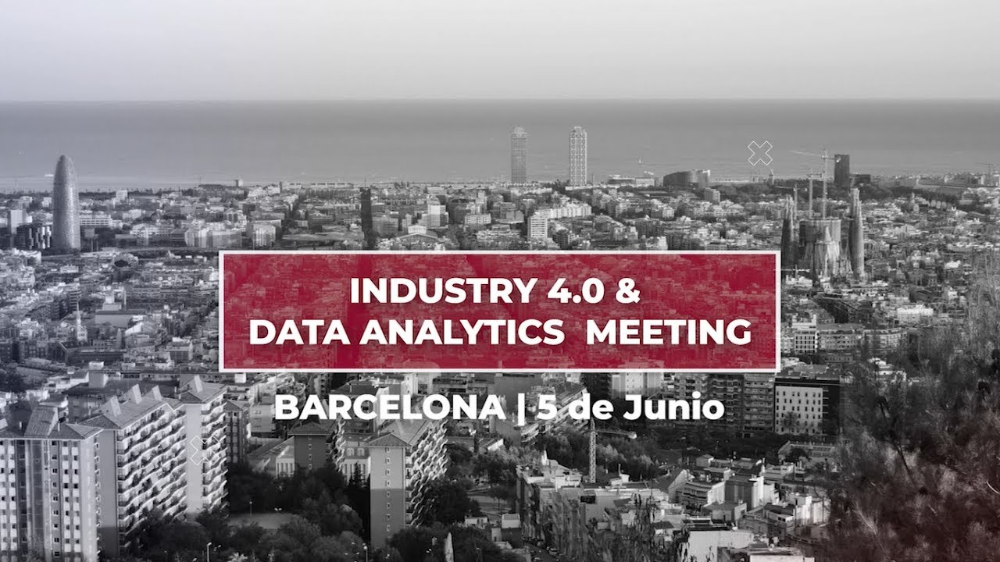 INDUSTRY 4.0 &
DATA ANALYTICS MEETING
BARCELONA | 5 de Junio